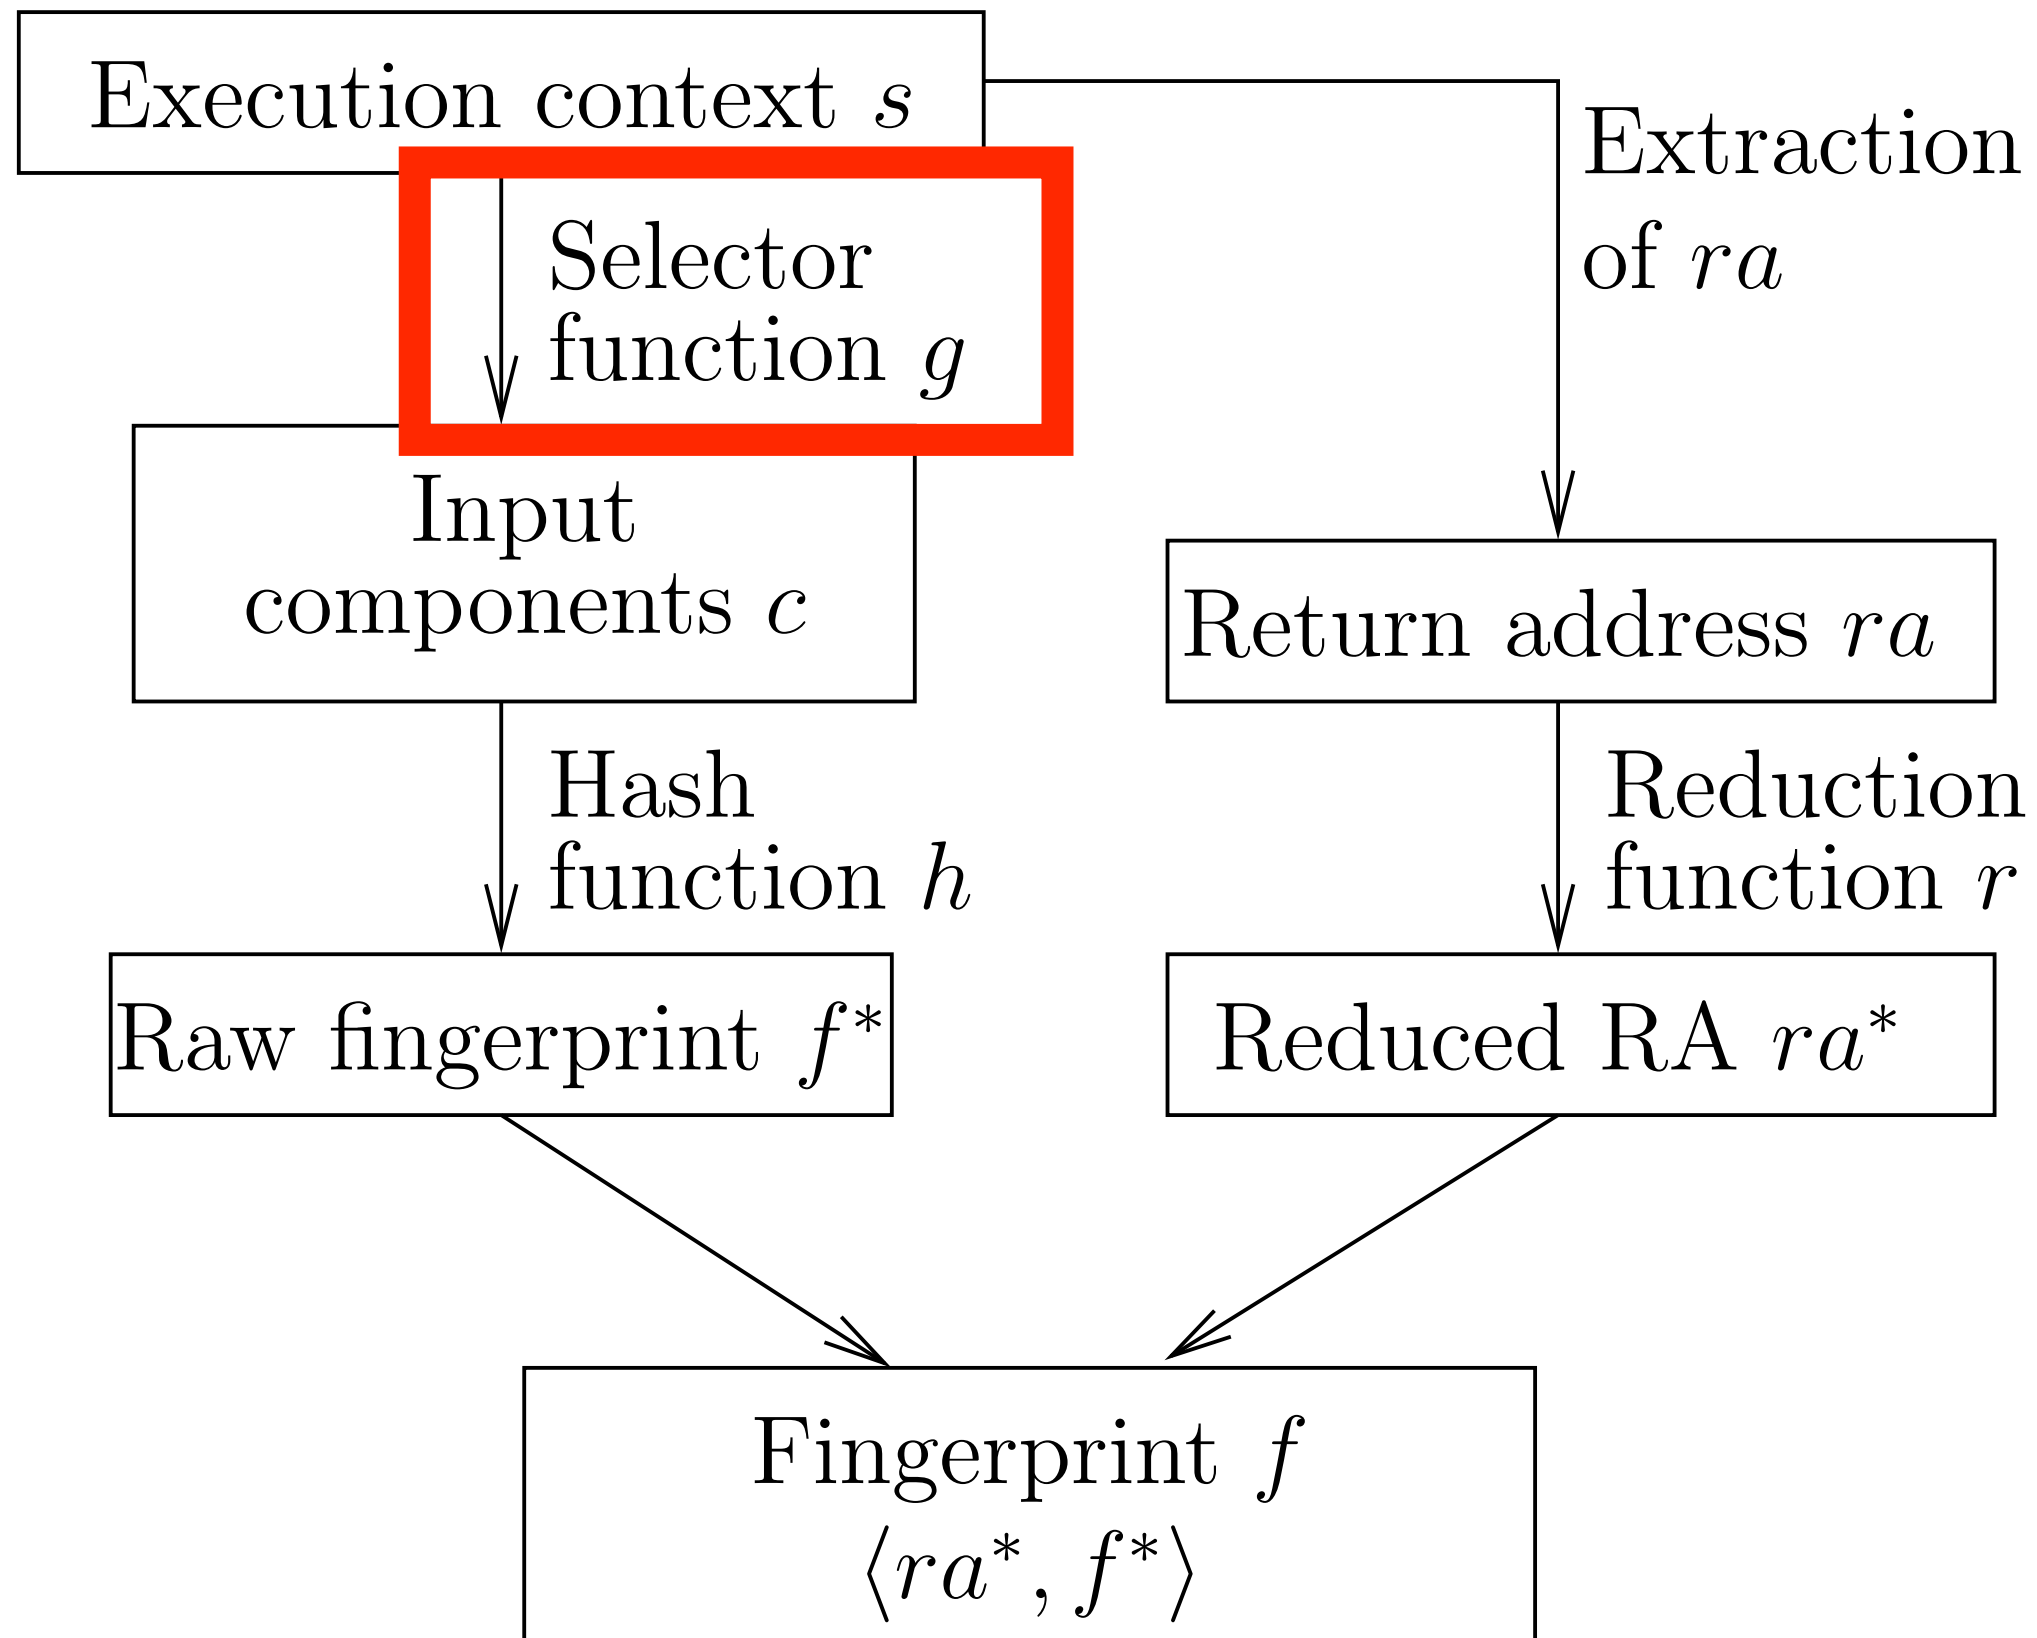 Execution context s
Extraction
of ra
Selector
function g
Input
components c
Return address ra
Hash
function h
Reduction
function r
Raw fingerprint f*
Reduced RA ra*
Fingerprint f
⟨ra*, f*⟩